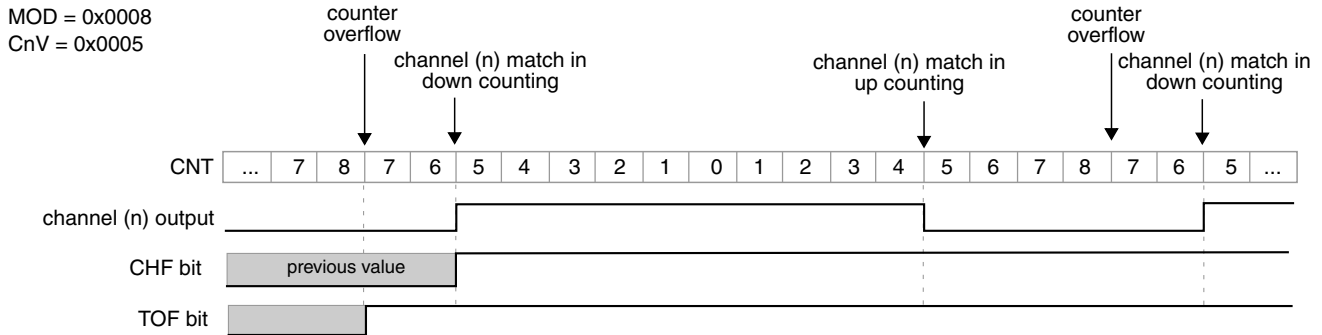 MOD = 0x0008
CnV = 0x0005
counter
overflow
channel (n) match in
down counting
channel (n) match in
up counting
counter
overflow
channel (n) match in
down counting
CNT ... 7 8 7 6 5 4 3 2 1 0 1 2 3 4 5 6 7 8 7 6 5 ...
channel (n) output
CHF bit previous value
TOF bit